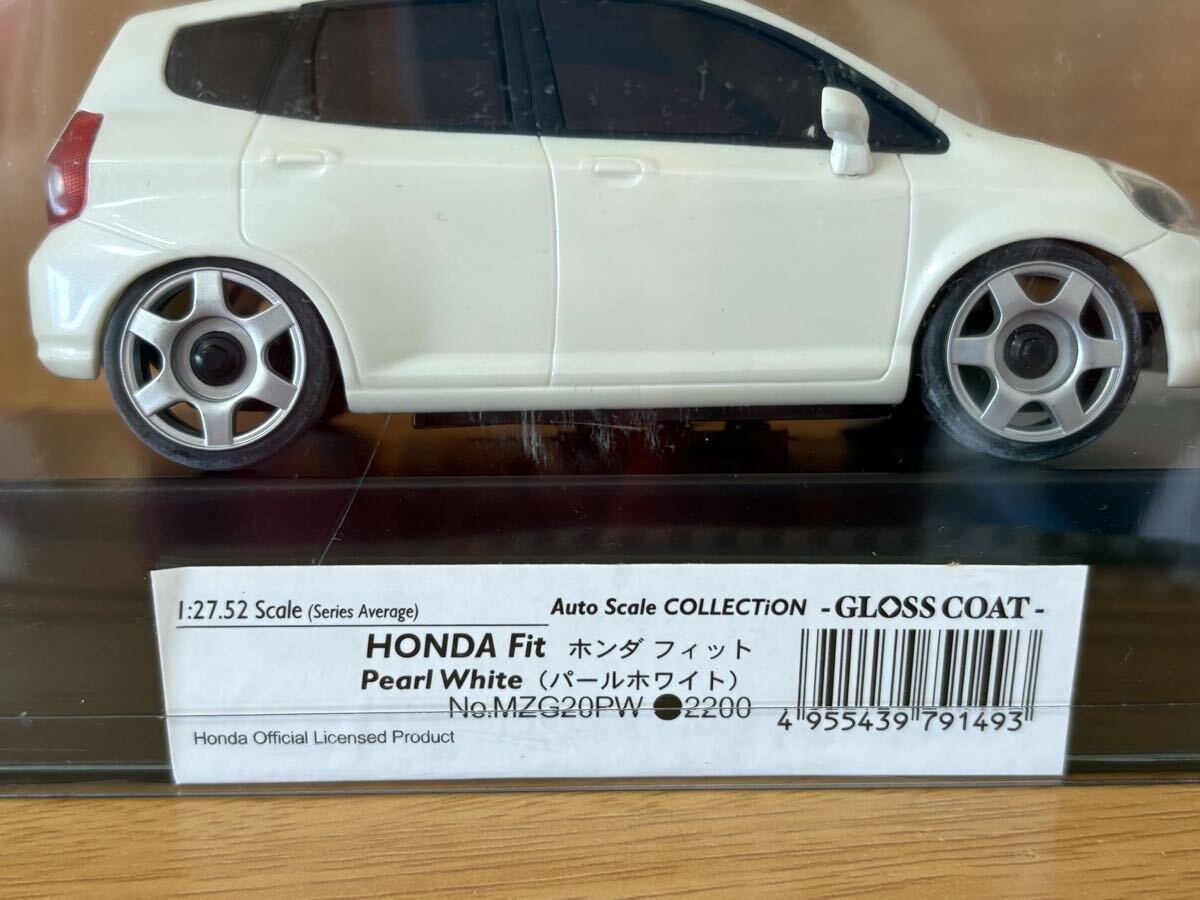 1:27.52 Scale (Series Average)
Auto Scale COLLECTiON -GLOSS COAT-
HONDA Fit ホンダ フィット
Pearl White（パールホワイト）
No.MZG20PW ●2200
4 955439 791493
Honda Official Licensed Product